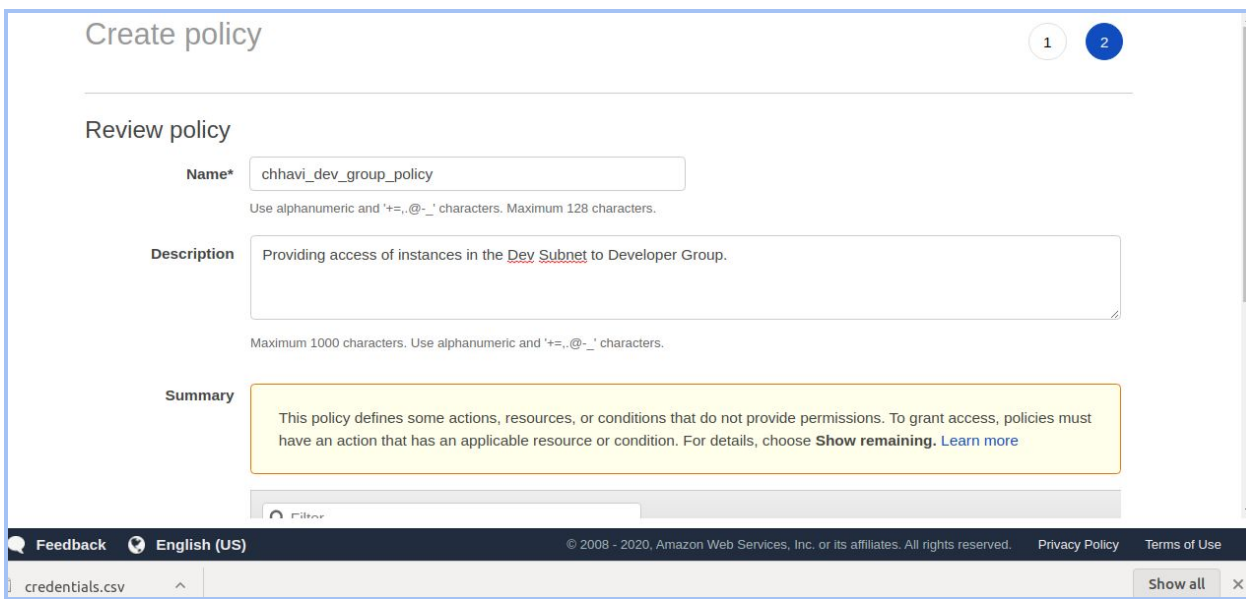 Create policy
1 2
Review policy
Name* chhavi_dev_group_policy
Use alphanumeric and '+=,.@-_' characters. Maximum 128 characters.
Description Providing access of instances in the Dev Subnet to Developer Group.
Maximum 1000 characters. Use alphanumeric and '+=,.@-_' characters.
Summary
This policy defines some actions, resources, or conditions that do not provide permissions. To grant access, policies must
have an action that has an applicable resource or condition. For details, choose Show remaining. Learn more
Filter
Feedback English (US) © 2008 - 2020, Amazon Web Services, Inc. or its affiliates. All rights reserved. Privacy Policy Terms of Use
credentials.csv Show all